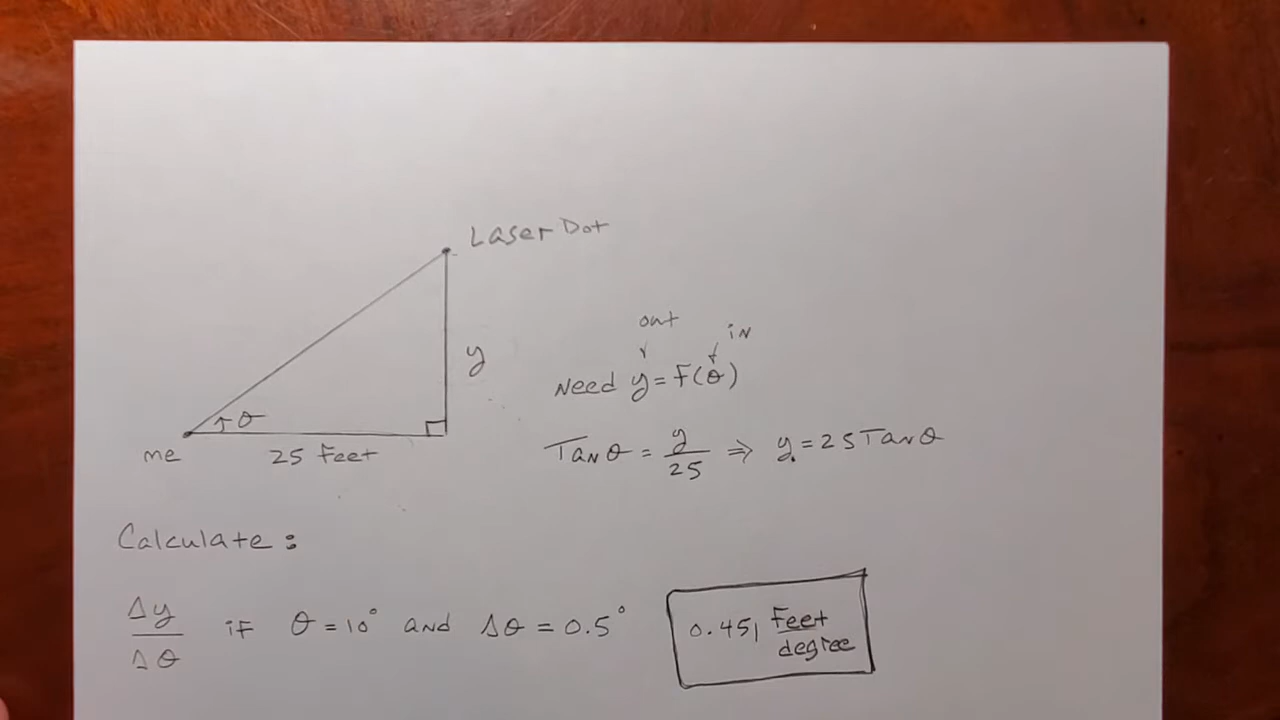 Laser Dot
out
in
y
Need y = F(θ)
θ
Tan θ = y/25 ⇒ y = 25 Tan θ
me
25 Feet
Calculate:
Δy/Δθ if θ = 10° and Δθ = 0.5°
0.451 Feet/degree